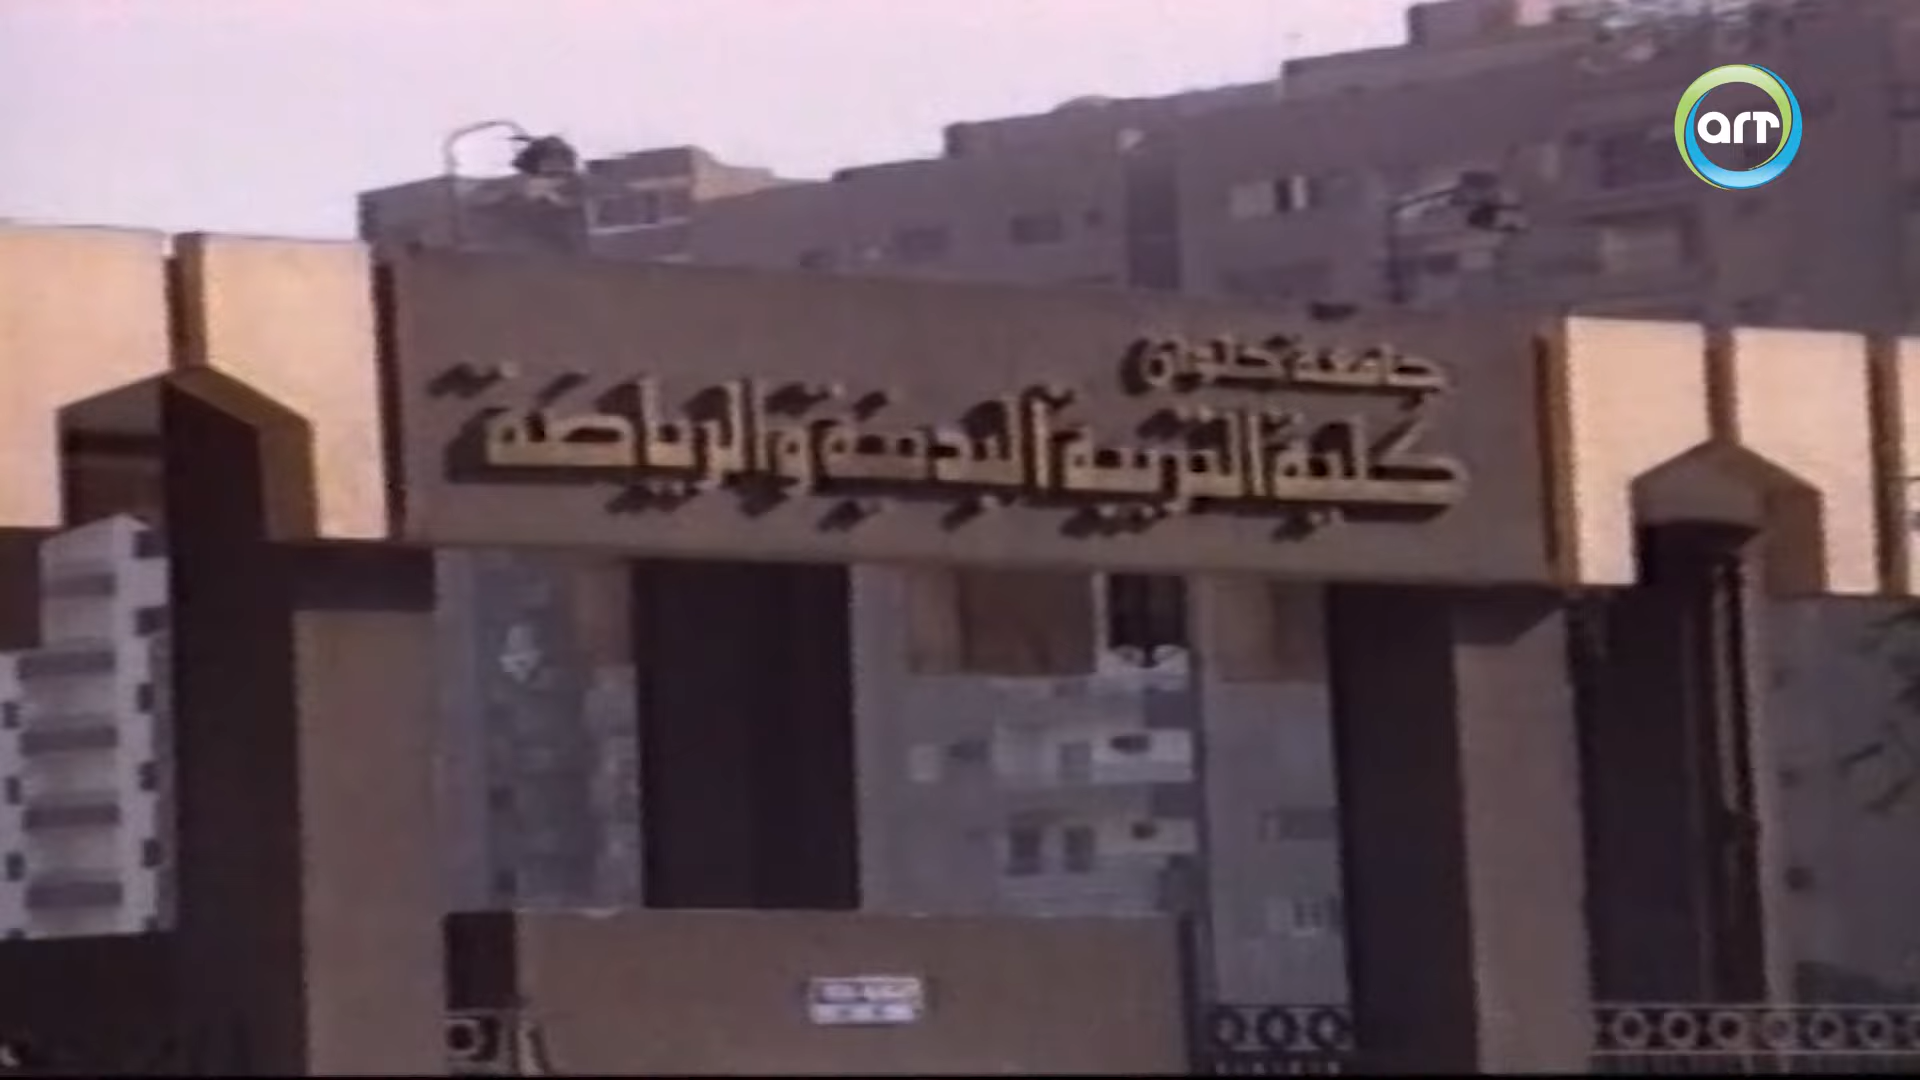 art
جامعة حلوان
كلية التربية البدنية والرياضة